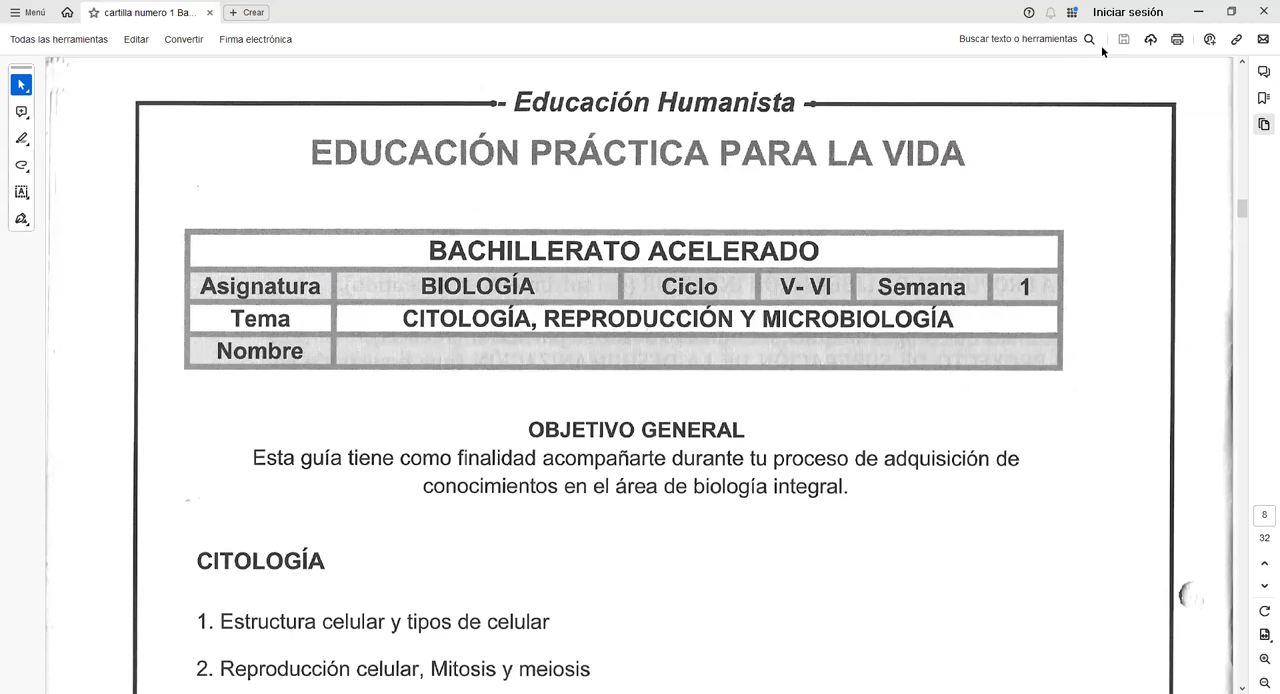 Menú
cartilla numero 1 Ba... ×
+ Crear
Iniciar sesión
Todas las herramientas Editar Convertir Firma electrónica
Buscar texto o herramientas
Educación Humanista
EDUCACIÓN PRÁCTICA PARA LA VIDA
BACHILLERATO ACELERADO
Asignatura BIOLOGÍA Ciclo V- VI Semana 1
Tema CITOLOGÍA, REPRODUCCIÓN Y MICROBIOLOGÍA
Nombre
OBJETIVO GENERAL
Esta guía tiene como finalidad acompañarte durante tu proceso de adquisición de
conocimientos en el área de biología integral.
CITOLOGÍA
1. Estructura celular y tipos de celular
2. Reproducción celular, Mitosis y meiosis
8
32